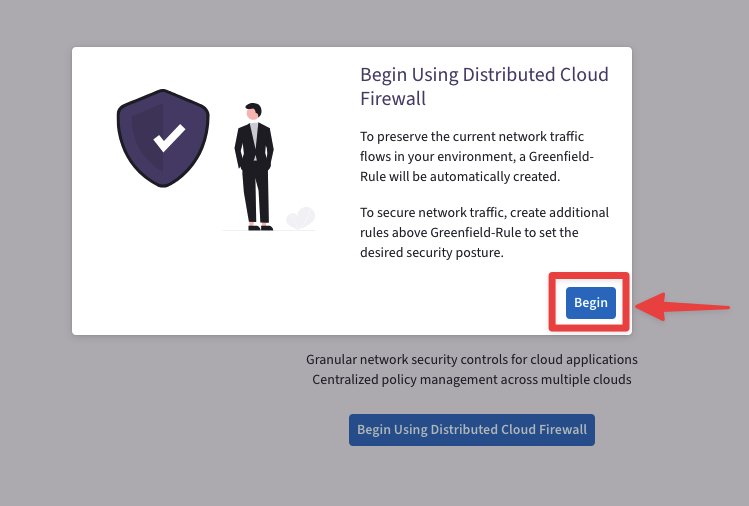 Begin Using Distributed Cloud
Firewall
To preserve the current network traffic
flows in your environment, a Greenfield-
Rule will be automatically created.
To secure network traffic, create additional
rules above Greenfield-Rule to set the
desired security posture.
Begin
Granular network security controls for cloud applications
Centralized policy management across multiple clouds
Begin Using Distributed Cloud Firewall